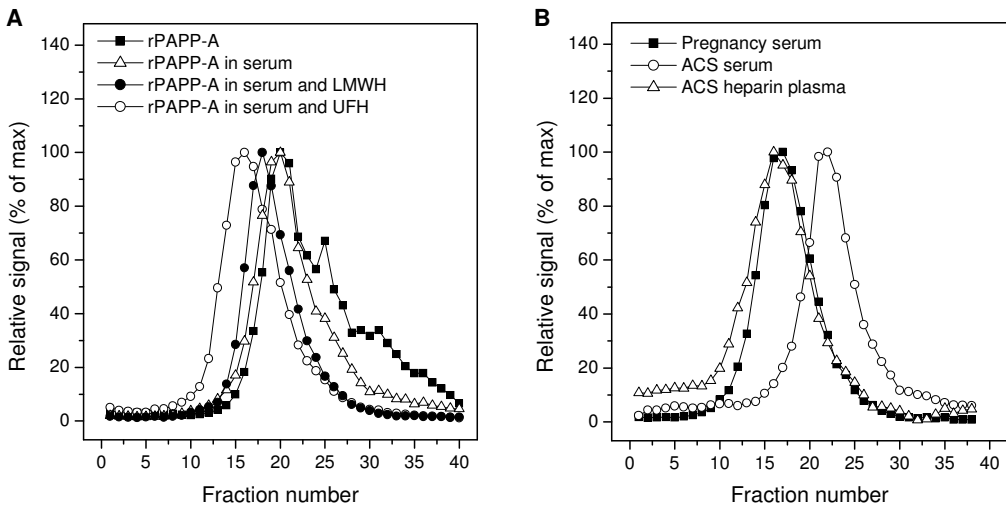 A
rPAPP-A
rPAPP-A in serum
rPAPP-A in serum and LMWH
rPAPP-A in serum and UFH
140
120
100
80
60
40
20
0
Relative signal (% of max)
0 5 10 15 20 25 30 35 40
Fraction number
B
Pregnancy serum
ACS serum
ACS heparin plasma
140
120
100
80
60
40
20
0
Relative signal (% of max)
0 5 10 15 20 25 30 35 40
Fraction number